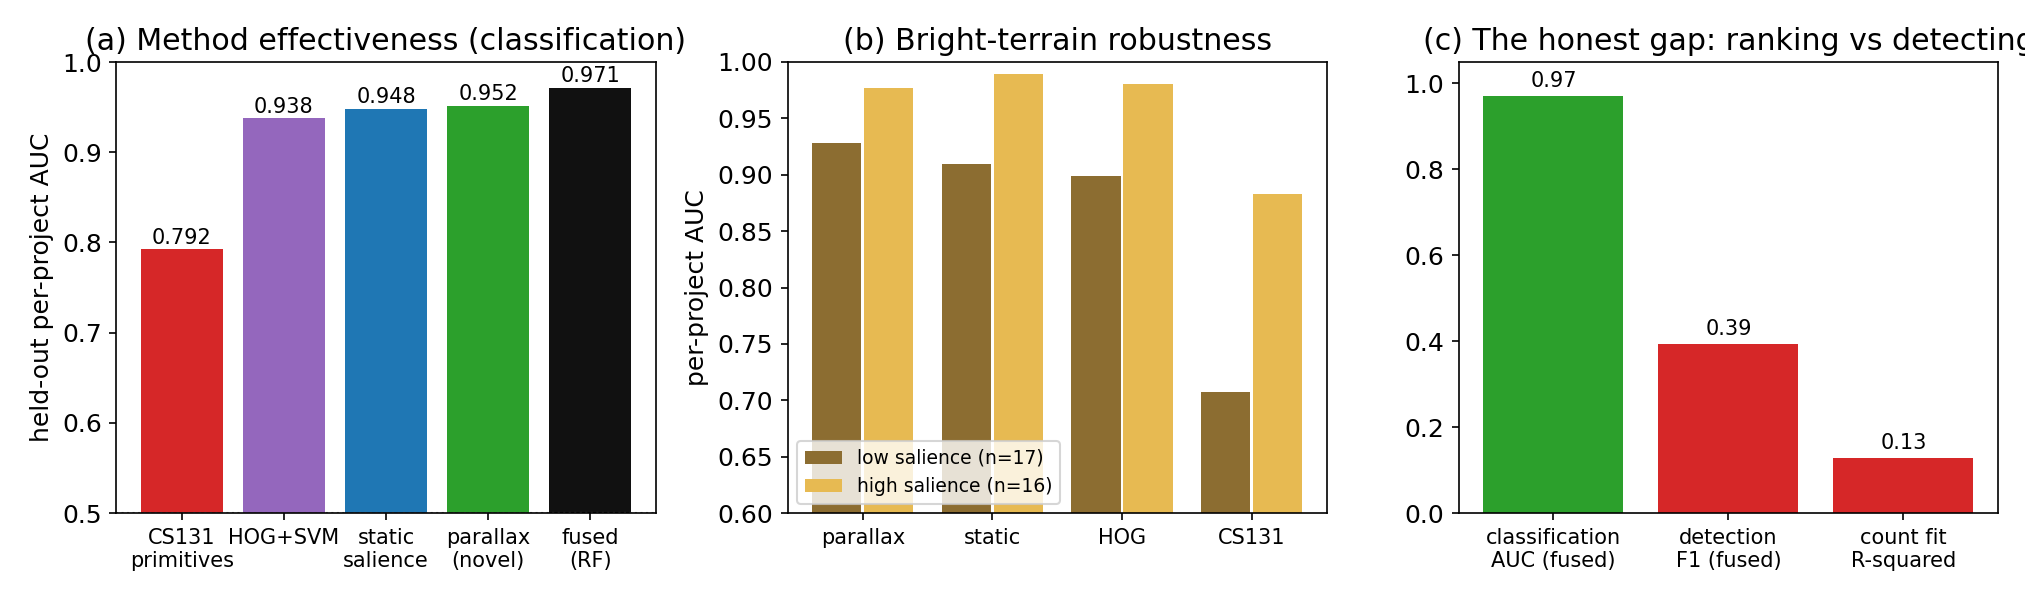 (a) Method effectiveness (classification)
held-out per-project AUC
1.0
0.9
0.8
0.7
0.6
0.5
0.792
0.938
0.948
0.952
0.971
CS131
primitives
HOG+SVM
static
salience
parallax
(novel)
fused
(RF)
(b) Bright-terrain robustness
per-project AUC
1.00
0.95
0.90
0.85
0.80
0.75
0.70
0.65
0.60
low salience (n=17)
high salience (n=16)
parallax
static
HOG
CS131
(c) The honest gap: ranking vs detecting
1.0
0.8
0.6
0.4
0.2
0.0
0.97
0.39
0.13
classification
AUC (fused)
detection
F1 (fused)
count fit
R-squared